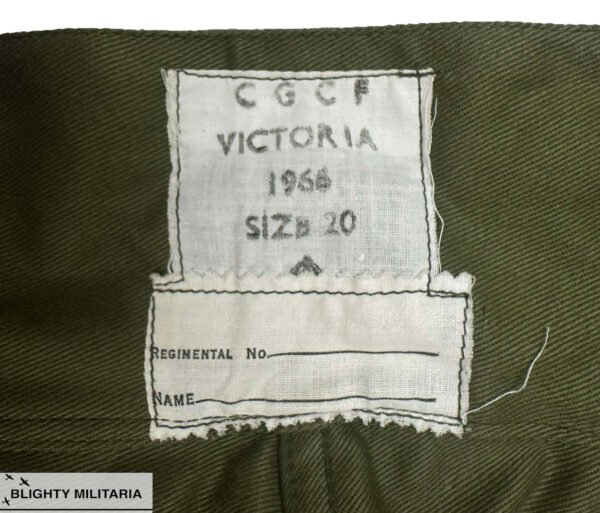 C G C F
VICTORIA
1966
SIZE 20
REGIMENTAL No.
NAME
BLIGHTY MILITARIA